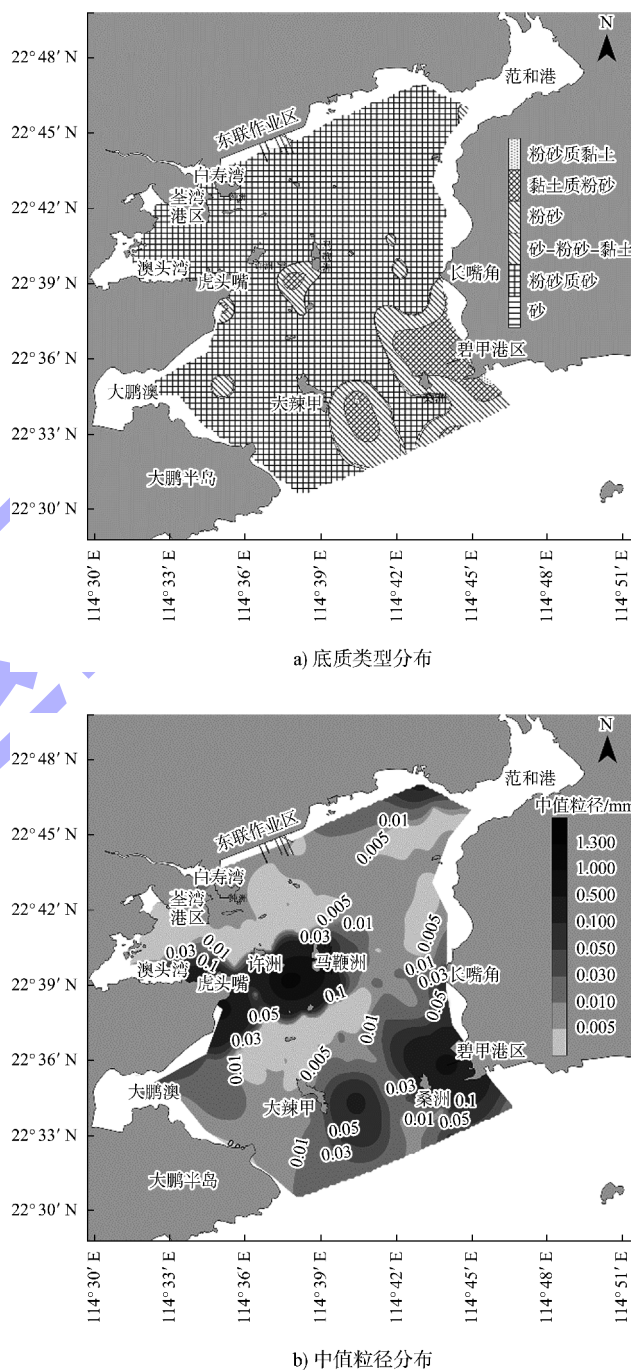 N
22°48′ N
22°45′ N
22°42′ N
22°39′ N
22°36′ N
22°33′ N
22°30′ N
范和港
东联作业区
白寿湾
荃湾
港区
澳头湾
虎头嘴
长嘴角
碧甲港区
大鹏澳
大辣甲
大鹏半岛
粉砂质黏土
黏土质粉砂
粉砂
砂-粉砂-黏土
粉砂质砂
砂
114°30′ E
114°33′ E
114°36′ E
114°39′ E
114°42′ E
114°45′ E
114°48′ E
114°51′ E
a) 底质类型分布
N
22°48′ N
22°45′ N
22°42′ N
22°39′ N
22°36′ N
22°33′ N
22°30′ N
范和港
中值粒径/mm
1.300
1.000
0.500
0.100
0.050
0.030
0.010
0.005
东联作业区
0.01
0.005
白寿湾
荃湾
港区
0.005
0.01
0.03
0.01
0.03
0.1
0.005
澳头湾
许洲
马鞭洲
虎头嘴
0.1
0.01
0.03
长嘴角
0.05
0.05
0.03
0.01
0.01
0.005
碧甲港区
大鹏澳
大辣甲
0.03
桑洲
0.1
0.01
0.05
0.05
0.03
0.01
大鹏半岛
114°30′ E
114°33′ E
114°36′ E
114°39′ E
114°42′ E
114°45′ E
114°48′ E
114°51′ E
b) 中值粒径分布